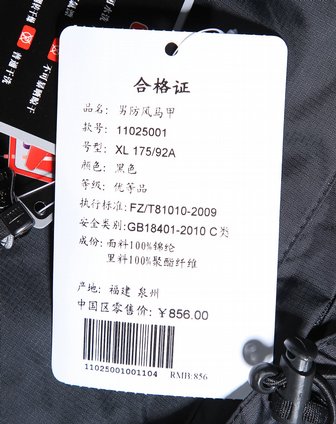 合格证
品名: 男防风马甲
款号: 11025001
号型: XL 175/92A
颜色: 黑色
等级: 优等品
执行标准: FZ/T81010-2009
安全类别: GB18401-2010 C类
成份: 面料100%锦纶
里料100%聚酯纤维
产地: 福建 泉州
中国区零售价: ￥856.00
11025001001104 RMB:856
不可氯漂